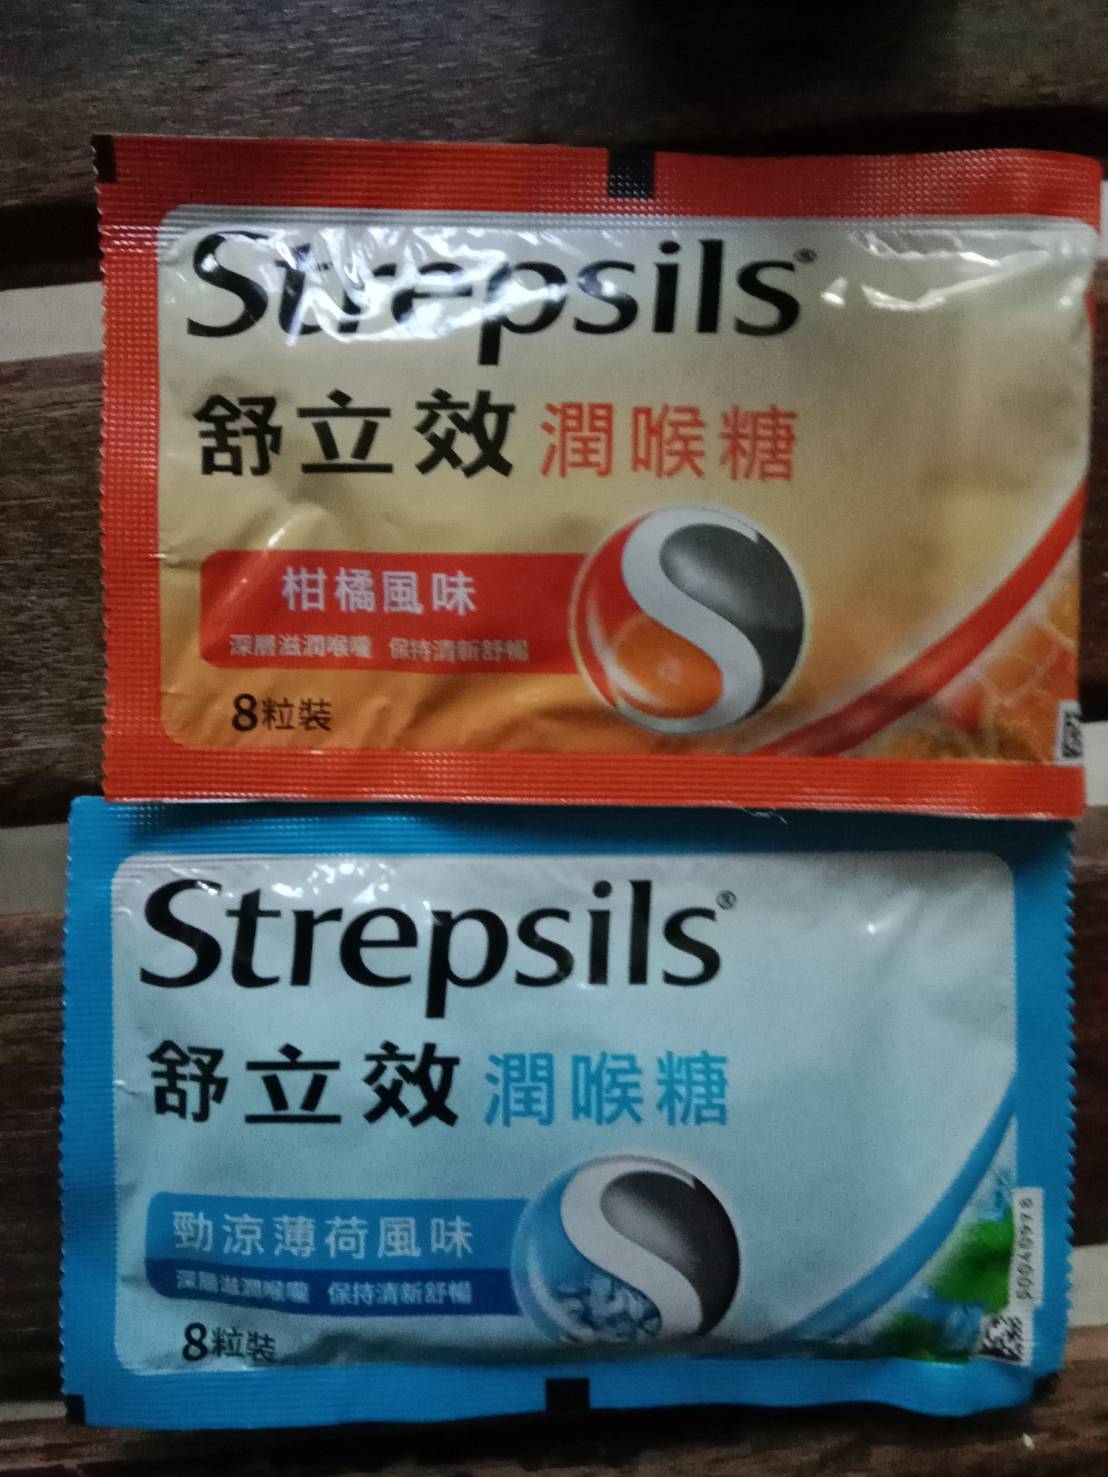 Strepsils®
舒立效 潤喉糖
柑橘風味
深層滋潤喉嚨 保持清新舒暢
8粒裝
Strepsils®
舒立效 潤喉糖
勁涼薄荷風味
深層滋潤喉嚨 保持清新舒暢
8粒裝
50040978